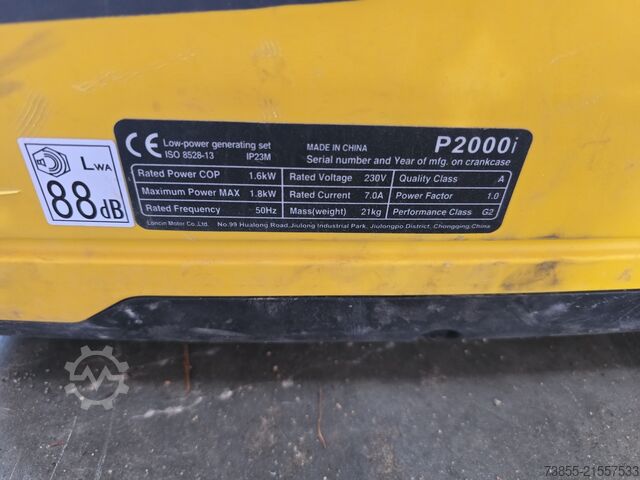 CE Low-power generating set MADE IN CHINA P2000i
ISO 8528-13 IP23M Serial number and Year of mfg. on crankcase
Rated Power COP 1.6kW Rated Voltage 230V Quality Class A
Maximum Power MAX 1.8kW Rated Current 7.0A Power Factor 1.0
Rated Frequency 50Hz Mass(weight) 21kg Performance Class G2
Loncin Motor Co.,Ltd. No.99 Hualong Road,Jiulong Industrial Park, Jiulongpo District, Chongqing,China
LWA
88dB
73855-21557533